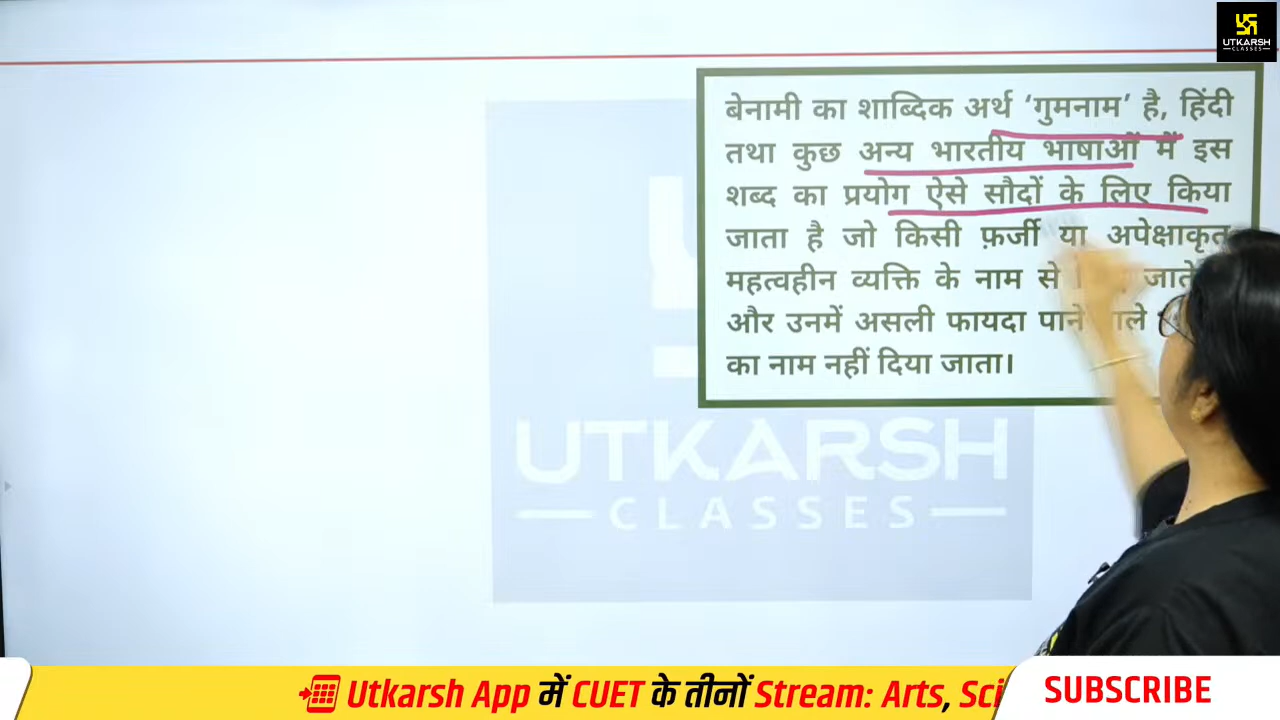 UTKARSH
CLASSES
बेनामी का शाब्दिक अर्थ ‘गुमनाम’ है, हिंदी
तथा कुछ अन्य भारतीय भाषाओं में इस
शब्द का प्रयोग ऐसे सौदों के लिए किया
जाता है जो किसी फ़र्जी या अपेक्षाकृत
महत्वहीन व्यक्ति के नाम से जाते
और उनमें असली फायदा पाने
का नाम नहीं दिया जाता।
UTKARSH
CLASSES
Utkarsh App में CUET के तीनों Stream: Arts,
SUBSCRIBE